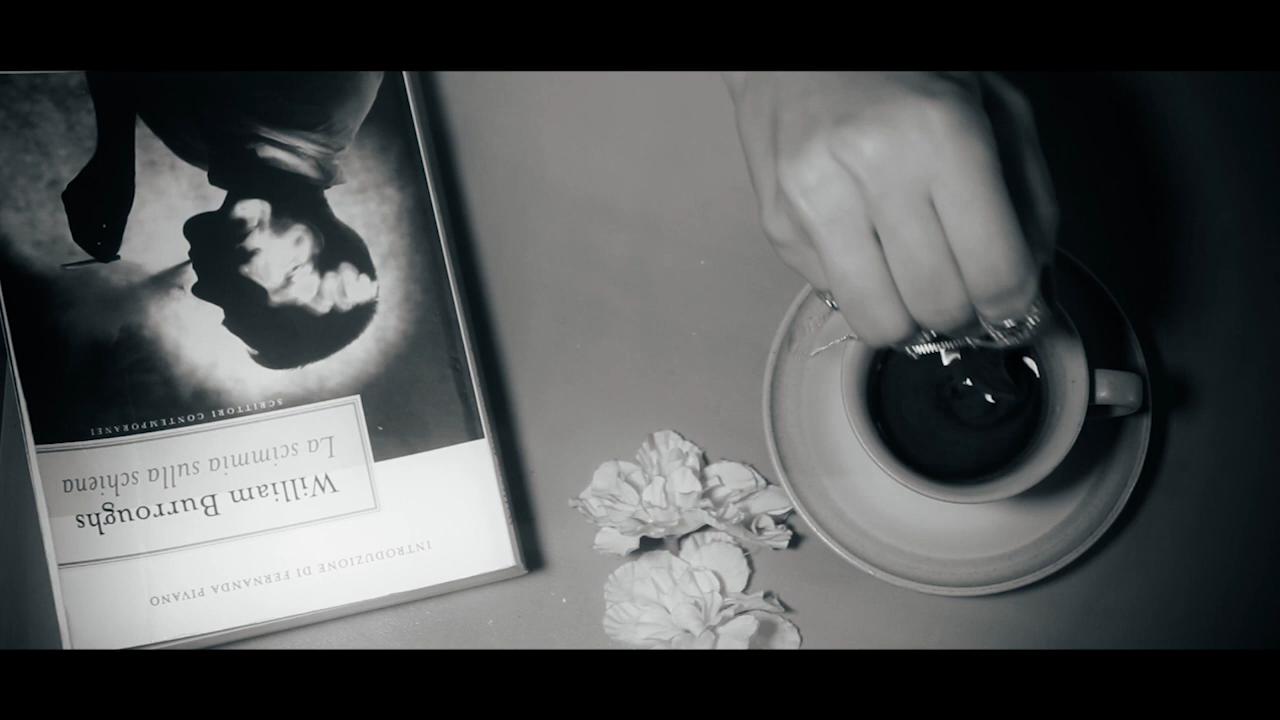 INTRODUZIONE DI FERNANDA PIVANO
William Burroughs
La scimmia sulla schiena
SCRITTORI CONTEMPORANEI